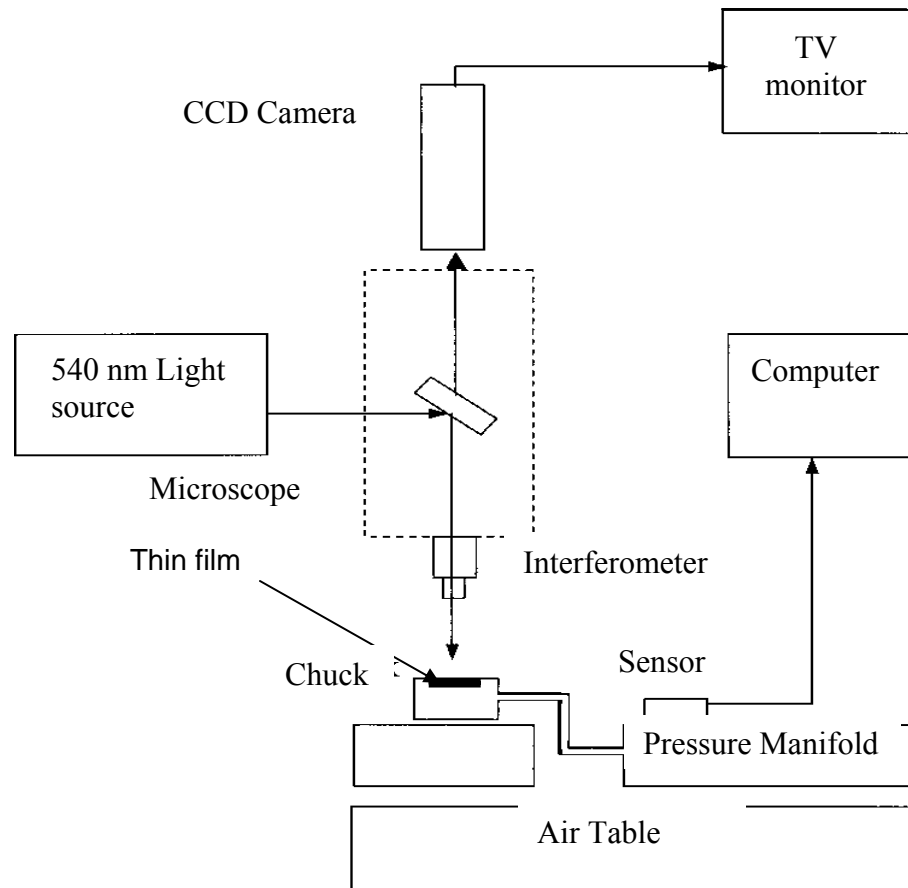 TV
monitor
CCD Camera
540 nm Light
source
Computer
Microscope
Thin film
Interferometer
Chuck
Sensor
Pressure Manifold
Air Table